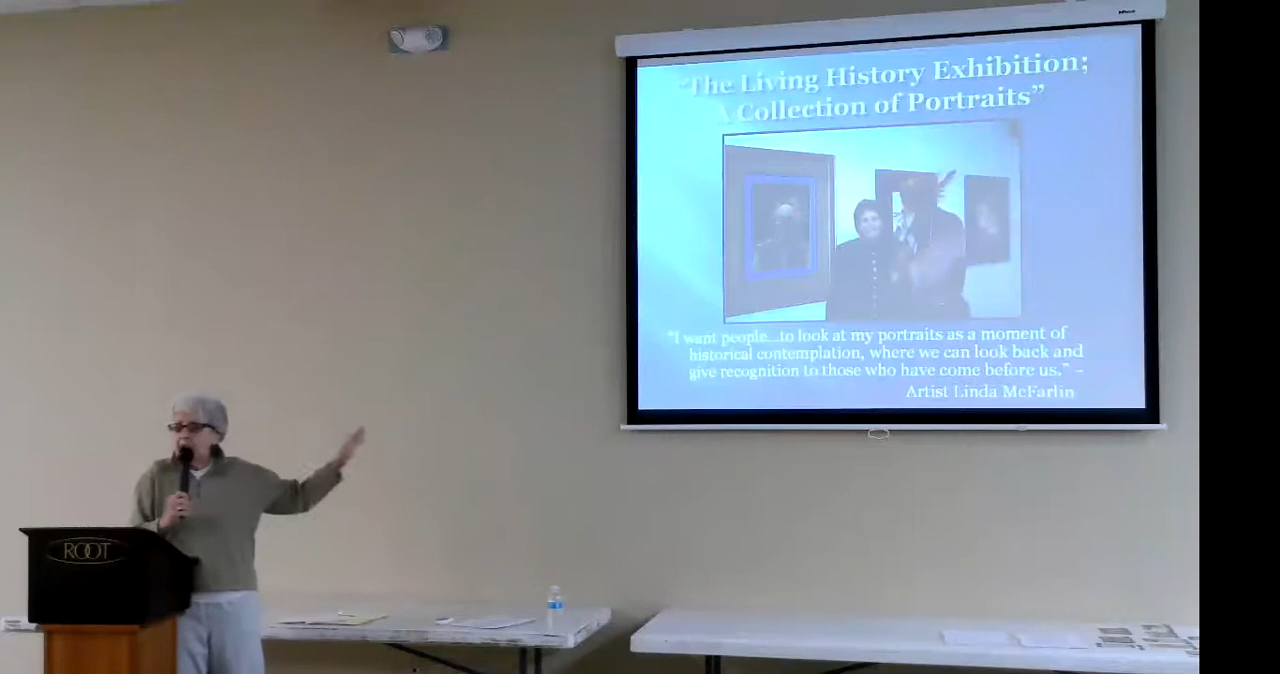 "The Living History Exhibition;
A Collection of Portraits"
"I want people...to look at my portraits as a moment of
historical contemplation, where we can look back and
give recognition to those who have come before us." –
Artist Linda McFarlin
ROOT